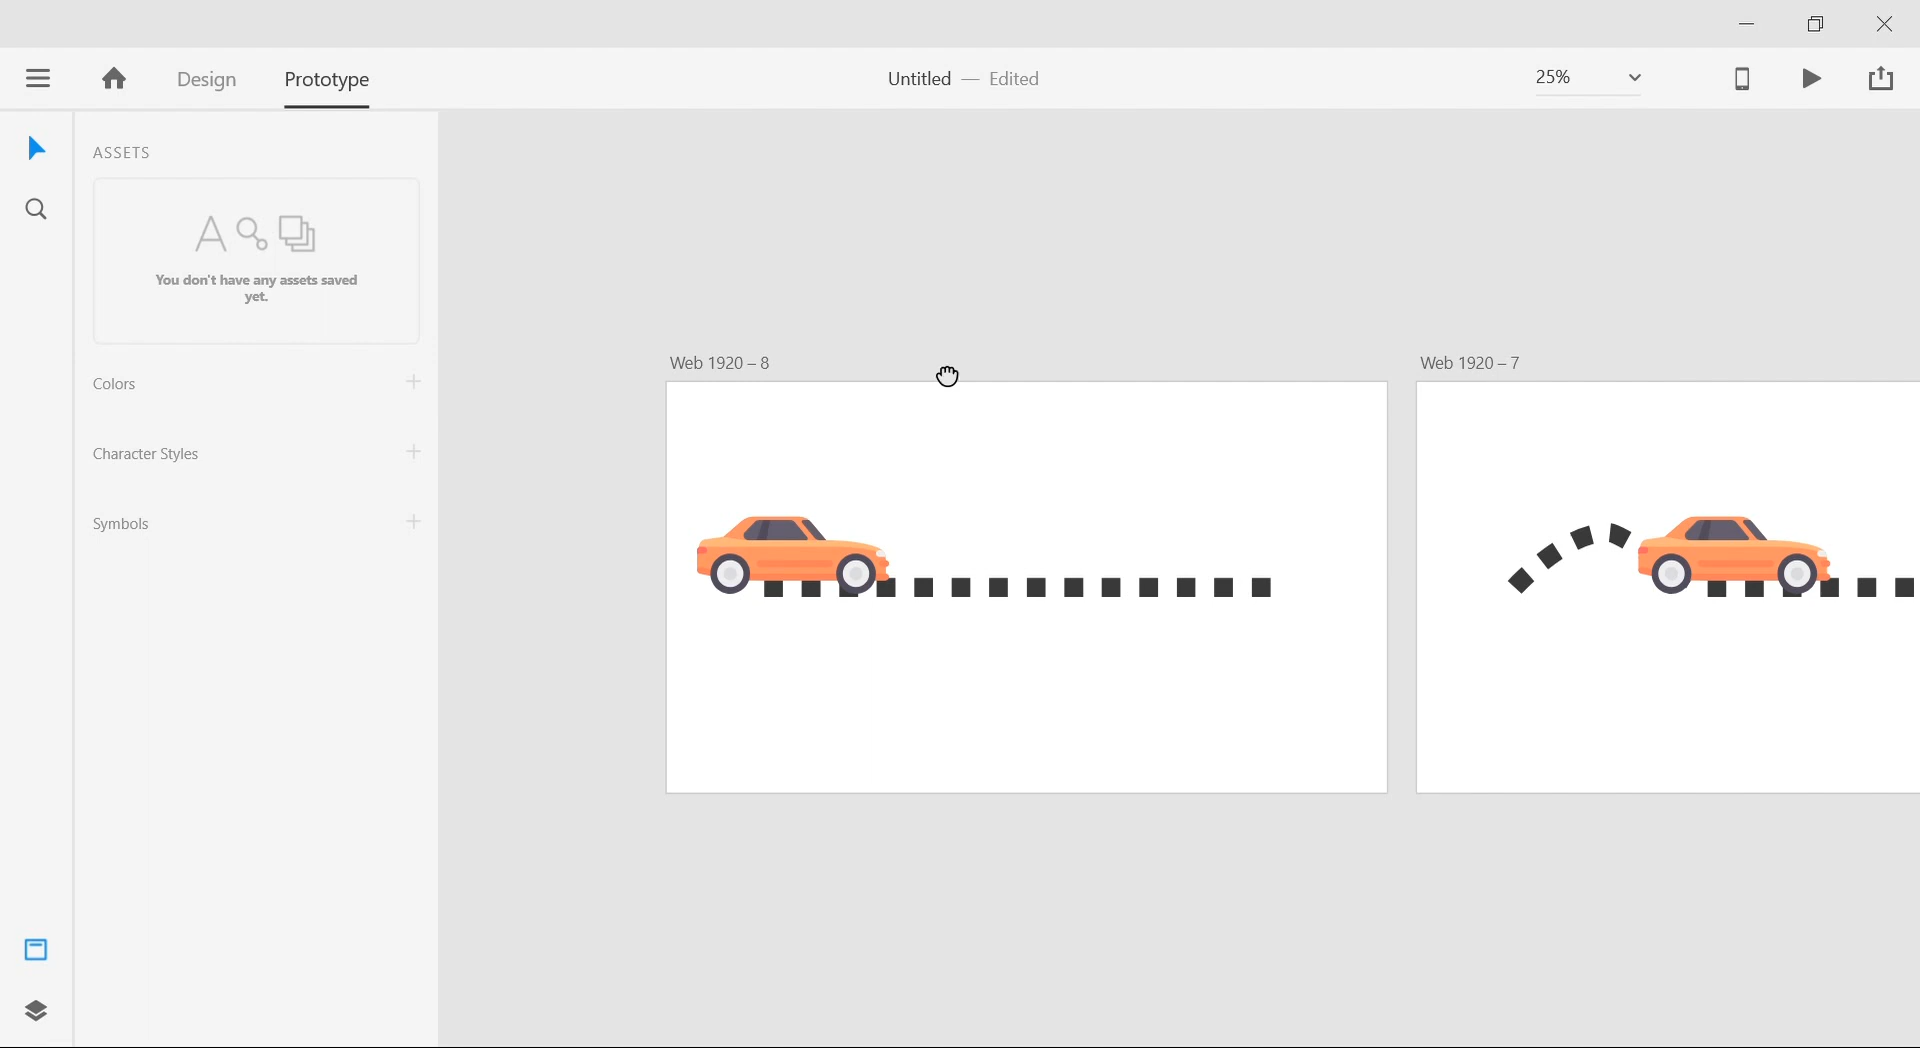 Design
Prototype
Untitled — Edited
25%
ASSETS
You don't have any assets saved
yet.
Colors
Character Styles
Symbols
Web 1920 – 8
Web 1920 – 7